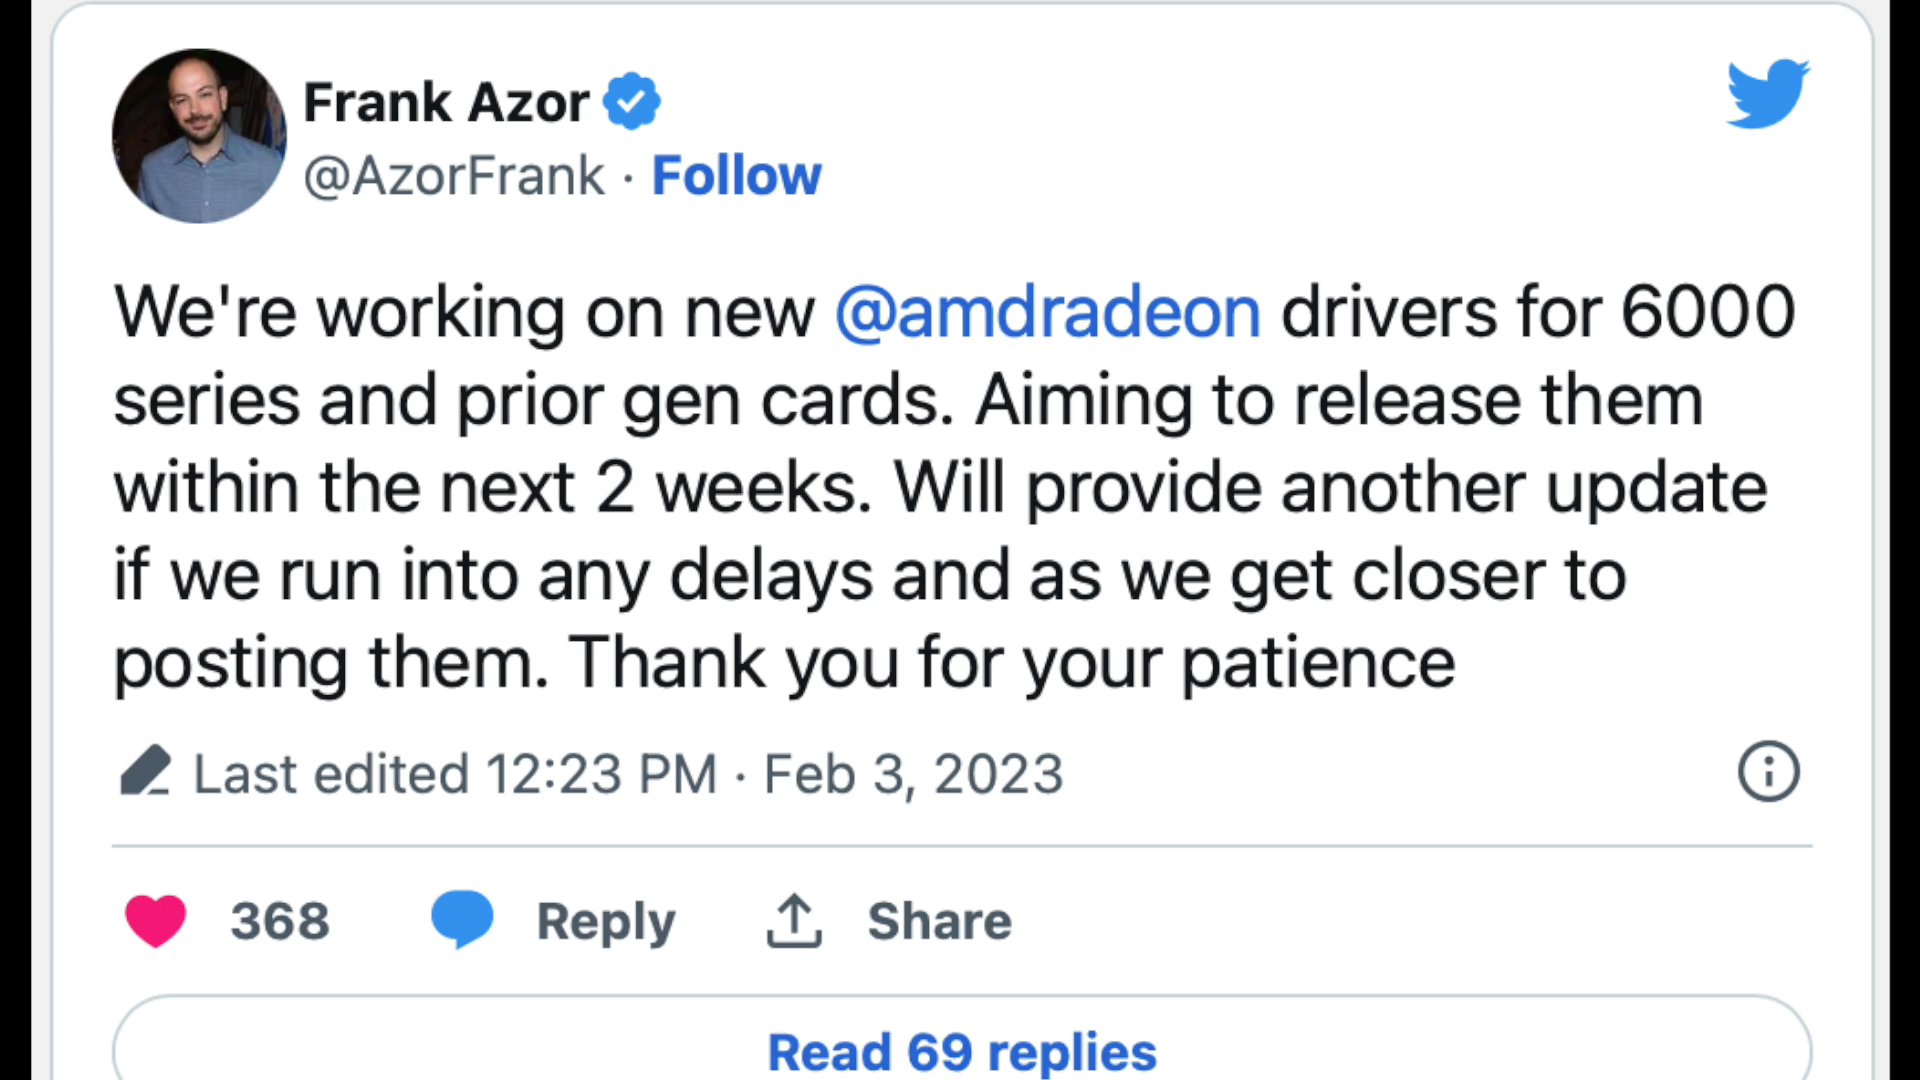 Frank Azor
@AzorFrank · Follow
We're working on new @amdradeon drivers for 6000
series and prior gen cards. Aiming to release them
within the next 2 weeks. Will provide another update
if we run into any delays and as we get closer to
posting them. Thank you for your patience
Last edited 12:23 PM · Feb 3, 2023
368 Reply Share
Read 69 replies